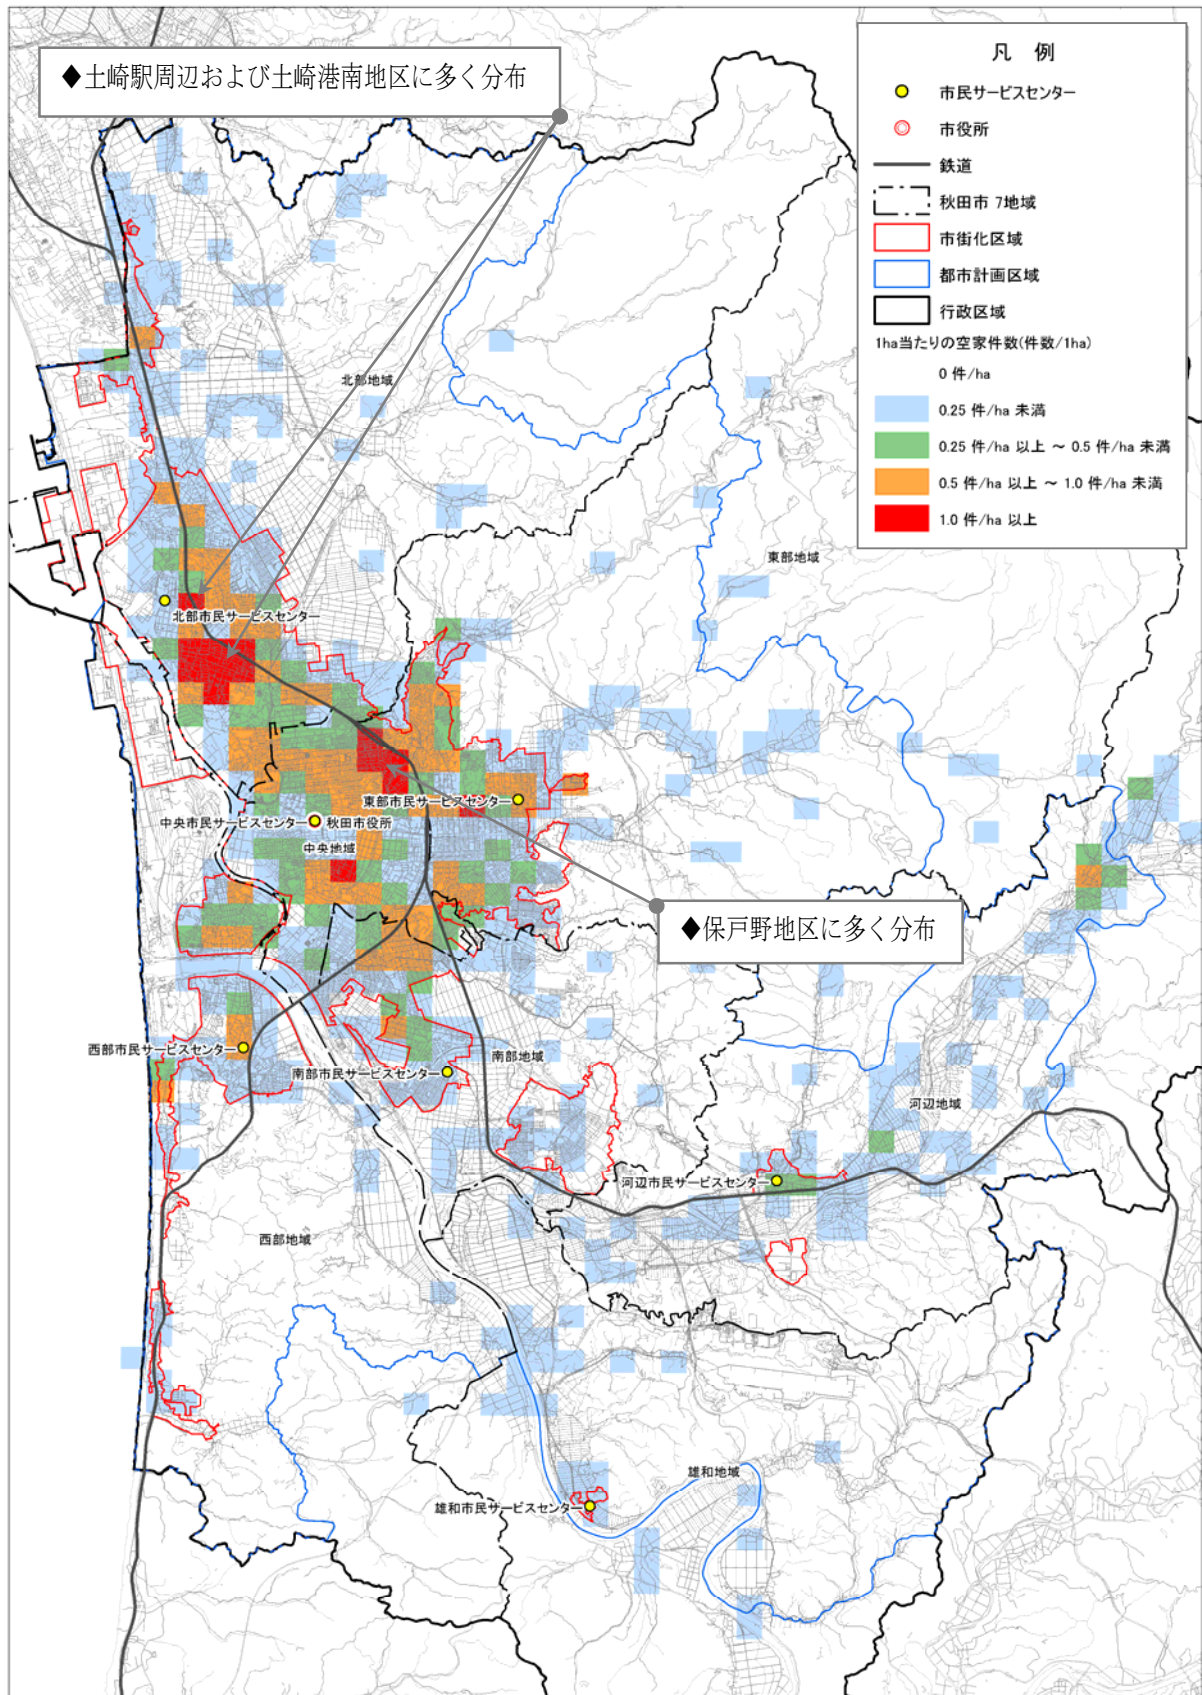 ◆土崎駅周辺および土崎港南地区に多く分布
凡 例
市民サービスセンター
市役所
鉄道
秋田市 7地域
市街化区域
都市計画区域
行政区域
1ha当たりの空家件数(件数/1ha)
0 件/ha
0.25 件/ha 未満
0.25 件/ha 以上 ～ 0.5 件/ha 未満
0.5 件/ha 以上 ～ 1.0 件/ha 未満
1.0 件/ha 以上
北部地域
東部地域
北部市民サービスセンター
東部市民サービスセンター
中央市民サービスセンター
秋田市役所
中央地域
◆保戸野地区に多く分布
西部市民サービスセンター
南部地域
南部市民サービスセンター
河辺地域
河辺市民サービスセンター
西部地域
雄和地域
雄和市民サービスセンター